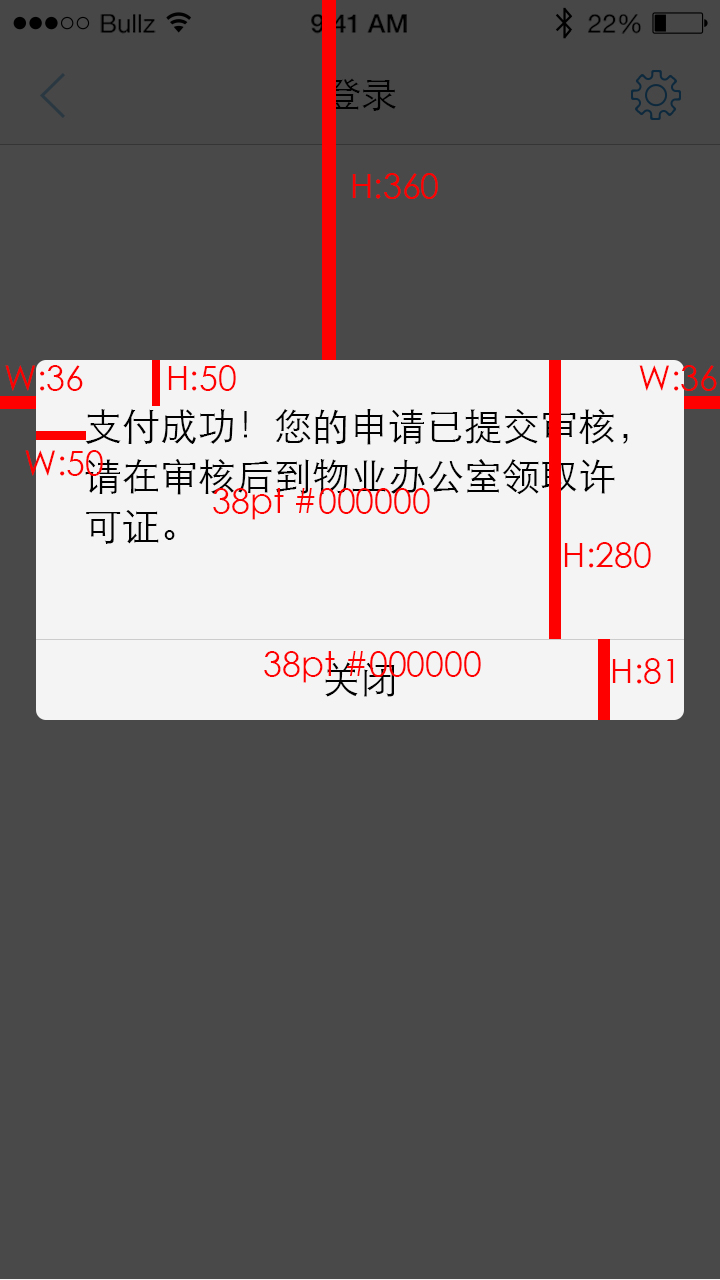 ●●●○○ Bullz 9:41 AM 22%
登录
H:360
W:36 H:50 W:36
支付成功！您的申请已提交审核，
W:50
请在审核后到物业办公室领取许
38pt #000000
可证。
H:280
38pt #000000
关闭
H:81